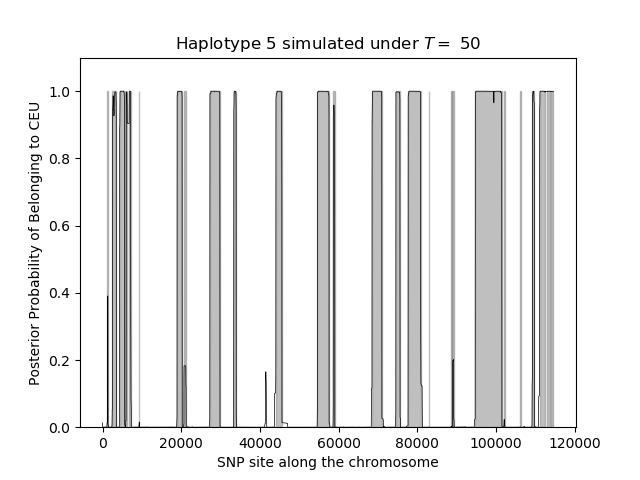 Haplotype 5 simulated under T = 50
Posterior Probability of Belonging to CEU
1.0
0.8
0.6
0.4
0.2
0.0
0 20000 40000 60000 80000 100000 120000
SNP site along the chromosome